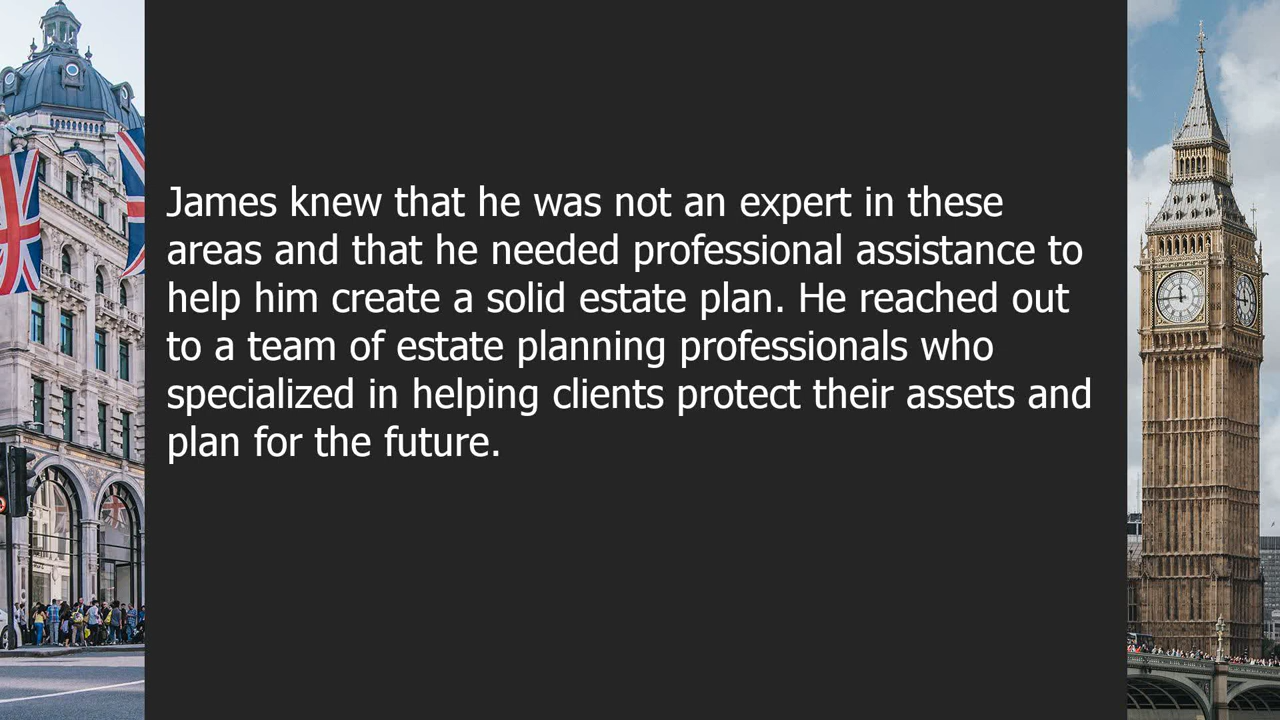 James knew that he was not an expert in these
areas and that he needed professional assistance to
help him create a solid estate plan. He reached out
to a team of estate planning professionals who
specialized in helping clients protect their assets and
plan for the future.